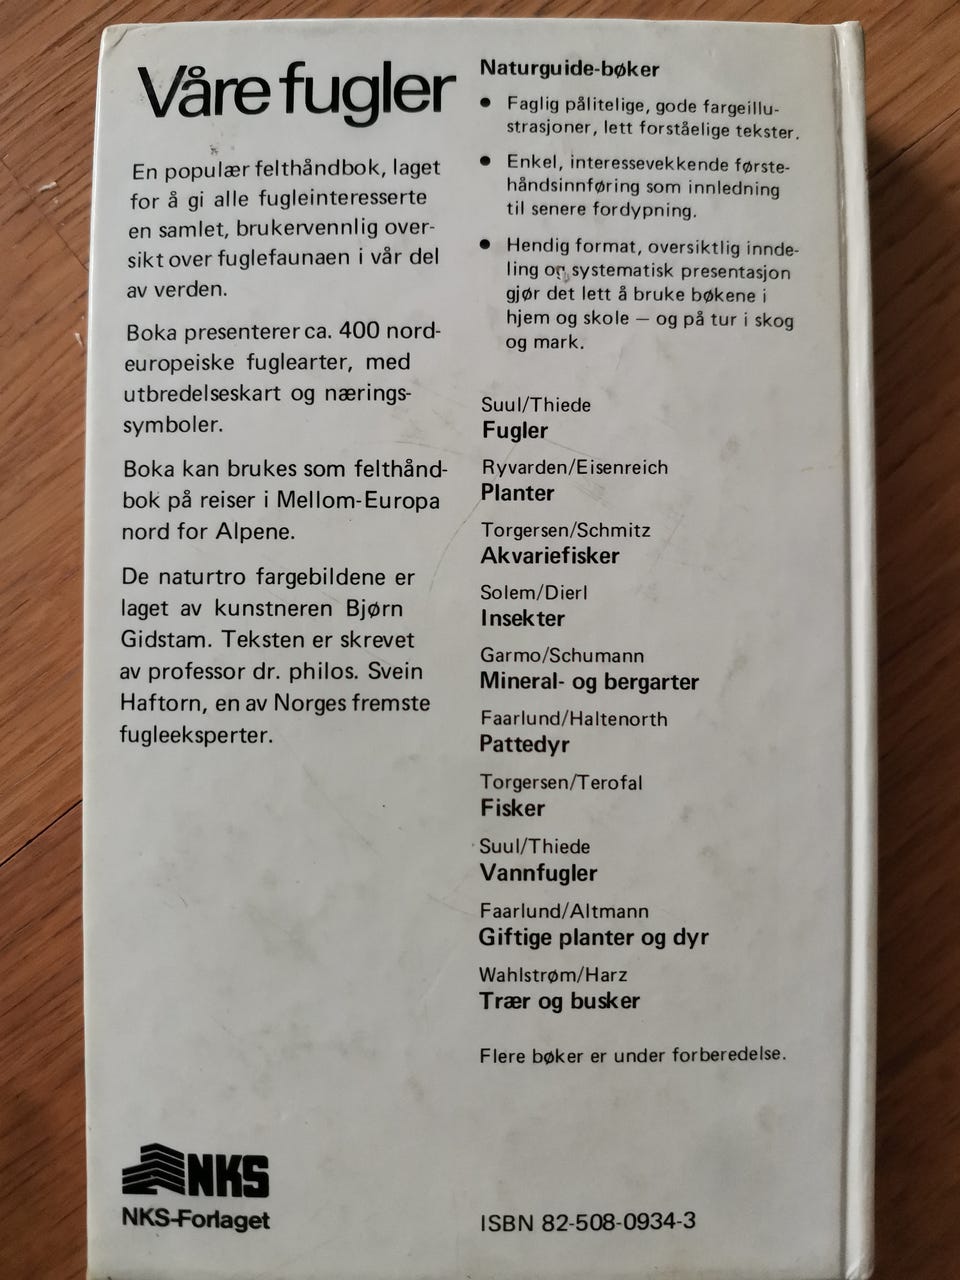 Våre fugler
En populær felthåndbok, laget
for å gi alle fugleinteresserte
en samlet, brukervennlig over-
sikt over fuglefaunaen i vår del
av verden.
Boka presenterer ca. 400 nord-
europeiske fuglearter, med
utbredelseskart og nærings-
symboler.
Boka kan brukes som felthånd-
bok på reiser i Mellom-Europa
nord for Alpene.
De naturtro fargebildene er
laget av kunstneren Bjørn
Gidstam. Teksten er skrevet
av professor dr. philos. Svein
Haftorn, en av Norges fremste
fugleeksperter.
NKS
NKS-Forlaget
Naturguide-bøker
• Faglig pålitelige, gode fargeillu-
strasjoner, lett forståelige tekster.
• Enkel, interessevekkende første-
håndsinnføring som innledning
til senere fordypning.
• Hendig format, oversiktlig innde-
ling og systematisk presentasjon
gjør det lett å bruke bøkene i
hjem og skole – og på tur i skog
og mark.
Suul/Thiede
Fugler
Ryvarden/Eisenreich
Planter
Torgersen/Schmitz
Akvariefisker
Solem/Dierl
Insekter
Garmo/Schumann
Mineral- og bergarter
Faarlund/Haltenorth
Pattedyr
Torgersen/Terofal
Fisker
Suul/Thiede
Vannfugler
Faarlund/Altmann
Giftige planter og dyr
Wahlstrøm/Harz
Trær og busker
Flere bøker er under forberedelse.
ISBN 82-508-0934-3